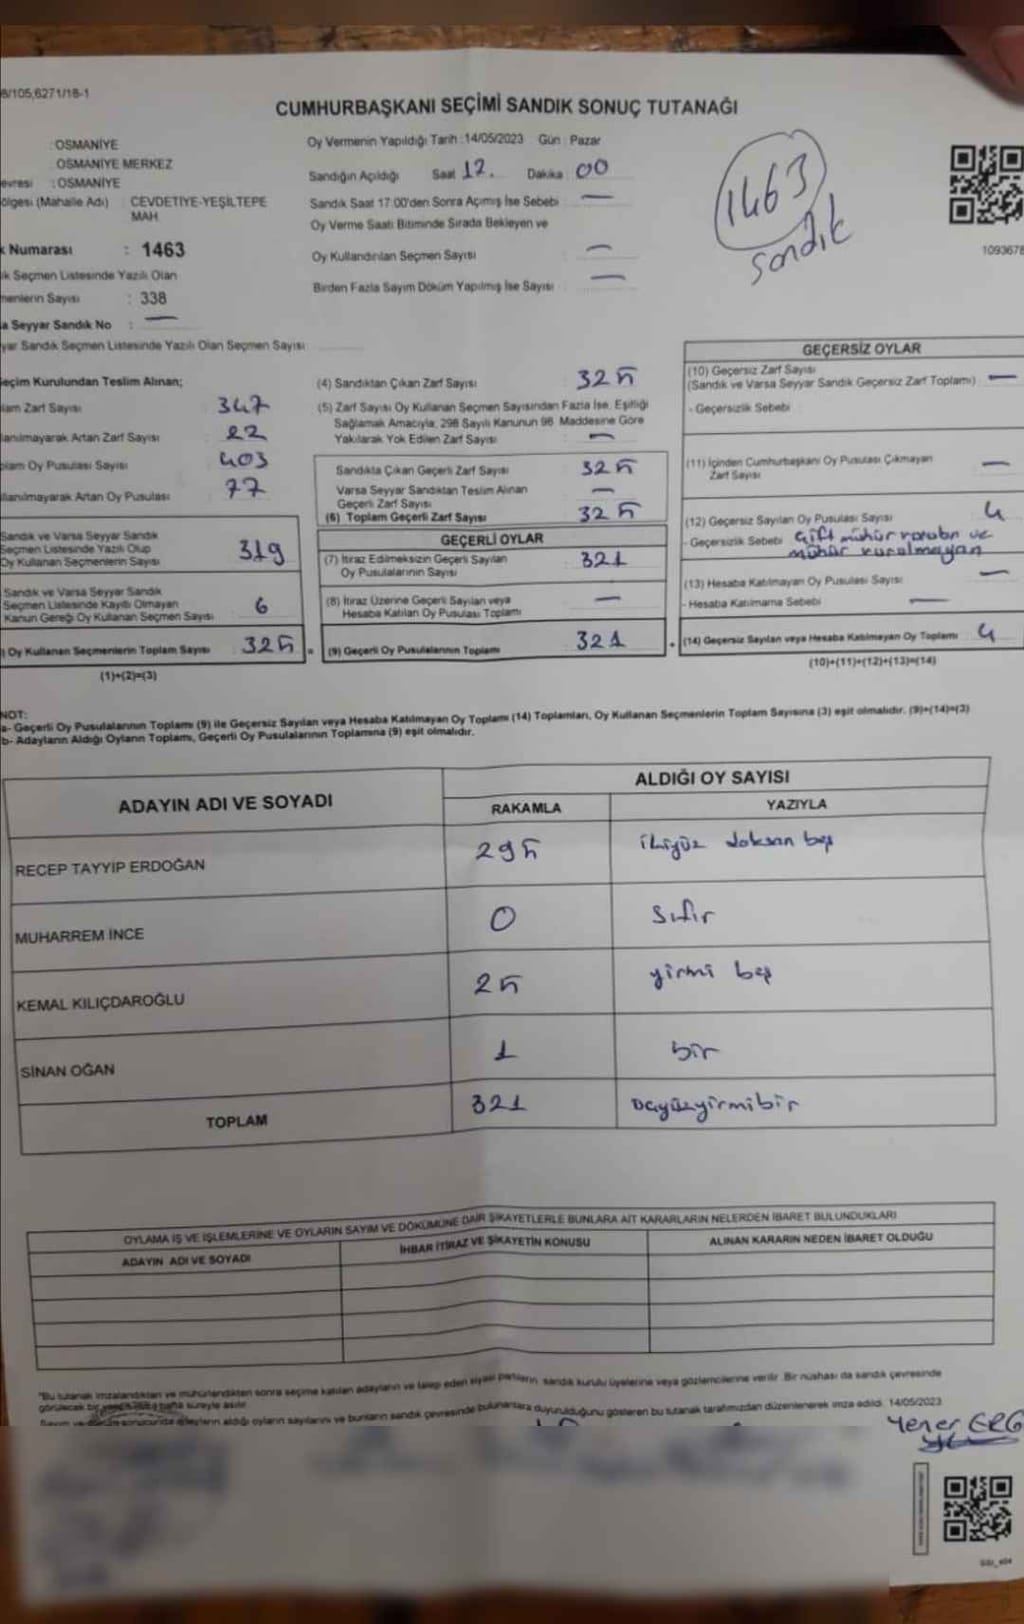 8/105,6271/18-1
CUMHURBAŞKANI SEÇİMİ SANDIK SONUÇ TUTANAĞI
: OSMANİYE
OSMANİYE MERKEZ
evresi : OSMANİYE
ölgesi (Mahalle Adı) : CEVDETİYE-YEŞİLTEPE
MAH.
k Numarası : 1463
ık Seçmen Listesinde Yazılı Olan
menlerin Sayısı : 338
a Seyyar Sandık No : —
yar Sandık Seçmen Listesinde Yazılı Olan Seçmen Sayısı
Oy Vermenin Yapıldığı Tarih :14/05/2023 Gün : Pazar
Sandığın Açıldığı Saat 12. Dakika : 00
Sandık Saat 17:00'den Sonra Açımış İse Sebebi : —
Oy Verme Saati Bitiminde Sırada Bekleyen ve
Oy Kullandırılan Seçmen Sayısı : —
Birden Fazla Sayım Döküm Yapılmış İse Sayısı : —
1463
sandık
1093678
eçim Kurulundan Teslim Alınan;
lam Zarf Sayısı : 347
lanılmayarak Artan Zarf Sayısı : 22
plam Oy Pusulası Sayısı : 403
llanılmayarak Artan Oy Pusulası : 77
Sandık ve Varsa Seyyar Sandık
Seçmen Listesinde Yazılı Olup
Oy Kullanan Seçmenlerin Sayısı 319
Sandık ve Varsa Seyyar Sandık
Seçmen Listesinde Kayıtlı Olmayan
Kanun Gereği Oy Kullanan Seçmen Sayısı 6
) Oy Kullanan Seçmenlerin Toplam Sayısı 325 =
(1)+(2)=(3)
(4) Sandıktan Çıkan Zarf Sayısı : 325
(5) Zarf Sayısı Oy Kullanan Seçmen Sayısından Fazla İse, Eşitliği
Sağlamak Amacıyla, 298 Sayılı Kanunun 98. Maddesine Göre
Yakılarak Yok Edilen Zarf Sayısı : —
Sandıkta Çıkan Geçerli Zarf Sayısı : 325
Varsa Seyyar Sandıktan Teslim Alınan
Geçerli Zarf Sayısı : —
(6) Toplam Geçerli Zarf Sayısı : 325
GEÇERLİ OYLAR
(7) İtiraz Edilmeksizin Geçerli Sayılan
Oy Pusulalarının Sayısı : 321
(8) İtiraz Üzerine Geçerli Sayılan veya
Hesaba Katılan Oy Pusulası Toplamı : —
(9) Geçerli Oy Pusulalarının Toplamı : 321 +
GEÇERSİZ OYLAR
(10) Geçersiz Zarf Sayısı
(Sandık ve Varsa Seyyar Sandık Geçersiz Zarf Toplamı) : —
- Geçersizlik Sebebi :
(11) İçinden Cumhurbaşkanı Oy Pusulası Çıkmayan
Zarf Sayısı : —
(12) Geçersiz Sayılan Oy Pusulası Sayısı : 4
- Geçersizlik Sebebi : Çift mühür vurulan ve
mühür vurulmayan
(13) Hesaba Katılmayan Oy Pusulası Sayısı : —
- Hesaba Katılmama Sebebi : —
(14) Geçersiz Sayılan veya Hesaba Katılmayan Oy Toplamı : 4
(10)+(11)+(12)+(13)=(14)
NOT:
a- Geçerli Oy Pusulalarının Toplamı (9) ile Geçersiz Sayılan veya Hesaba Katılmayan Oy Toplamı (14) Toplamları, Oy Kullanan Seçmenlerin Toplam Sayısına (3) eşit olmalıdır. (9)+(14)=(3)
b- Adayların Aldığı Oyların Toplamı, Geçerli Oy Pusulalarının Toplamına (9) eşit olmalıdır.
ADAYIN ADI VE SOYADI
ALDIĞI OY SAYISI
RAKAMLA YAZIYLA
RECEP TAYYİP ERDOĞAN 295 ikiyüz doksan beş
MUHARREM İNCE 0 sıfır
KEMAL KILIÇDAROĞLU 25 yirmi beş
SİNAN OĞAN 1 bir
TOPLAM 321 üçyüzyirmibir
OYLAMA İŞ VE İŞLEMLERİNE VE OYLARIN SAYIM VE DÖKÜMÜNE DAİR ŞİKAYETLERLE BUNLARA AİT KARARLARIN NELERDEN İBARET BULUNDUKLARI
ADAYIN ADI VE SOYADI İHBAR İTİRAZ VE ŞİKAYETİN KONUSU ALINAN KARARIN NEDEN İBARET OLDUĞU
"Bu tutanak imzalandıktan ve mühürlendikten sonra seçime katılan adayların ve talep eden siyasi partilerin sandık kurulu üyelerine veya gözlemcilerine verilir. Bir nüshası da sandık çevresinde
görülecek bir yere bir hafta süreyle asılır.
Sayım ve döküm sonucunda adayların aldığı oyların sayılarını ve bunların sandık çevresinde bulunanlara duyurulduğunu gösteren bu tutanak tarafımızdan düzenlenerek imza edildi. 14/05/2023
Yener ERG